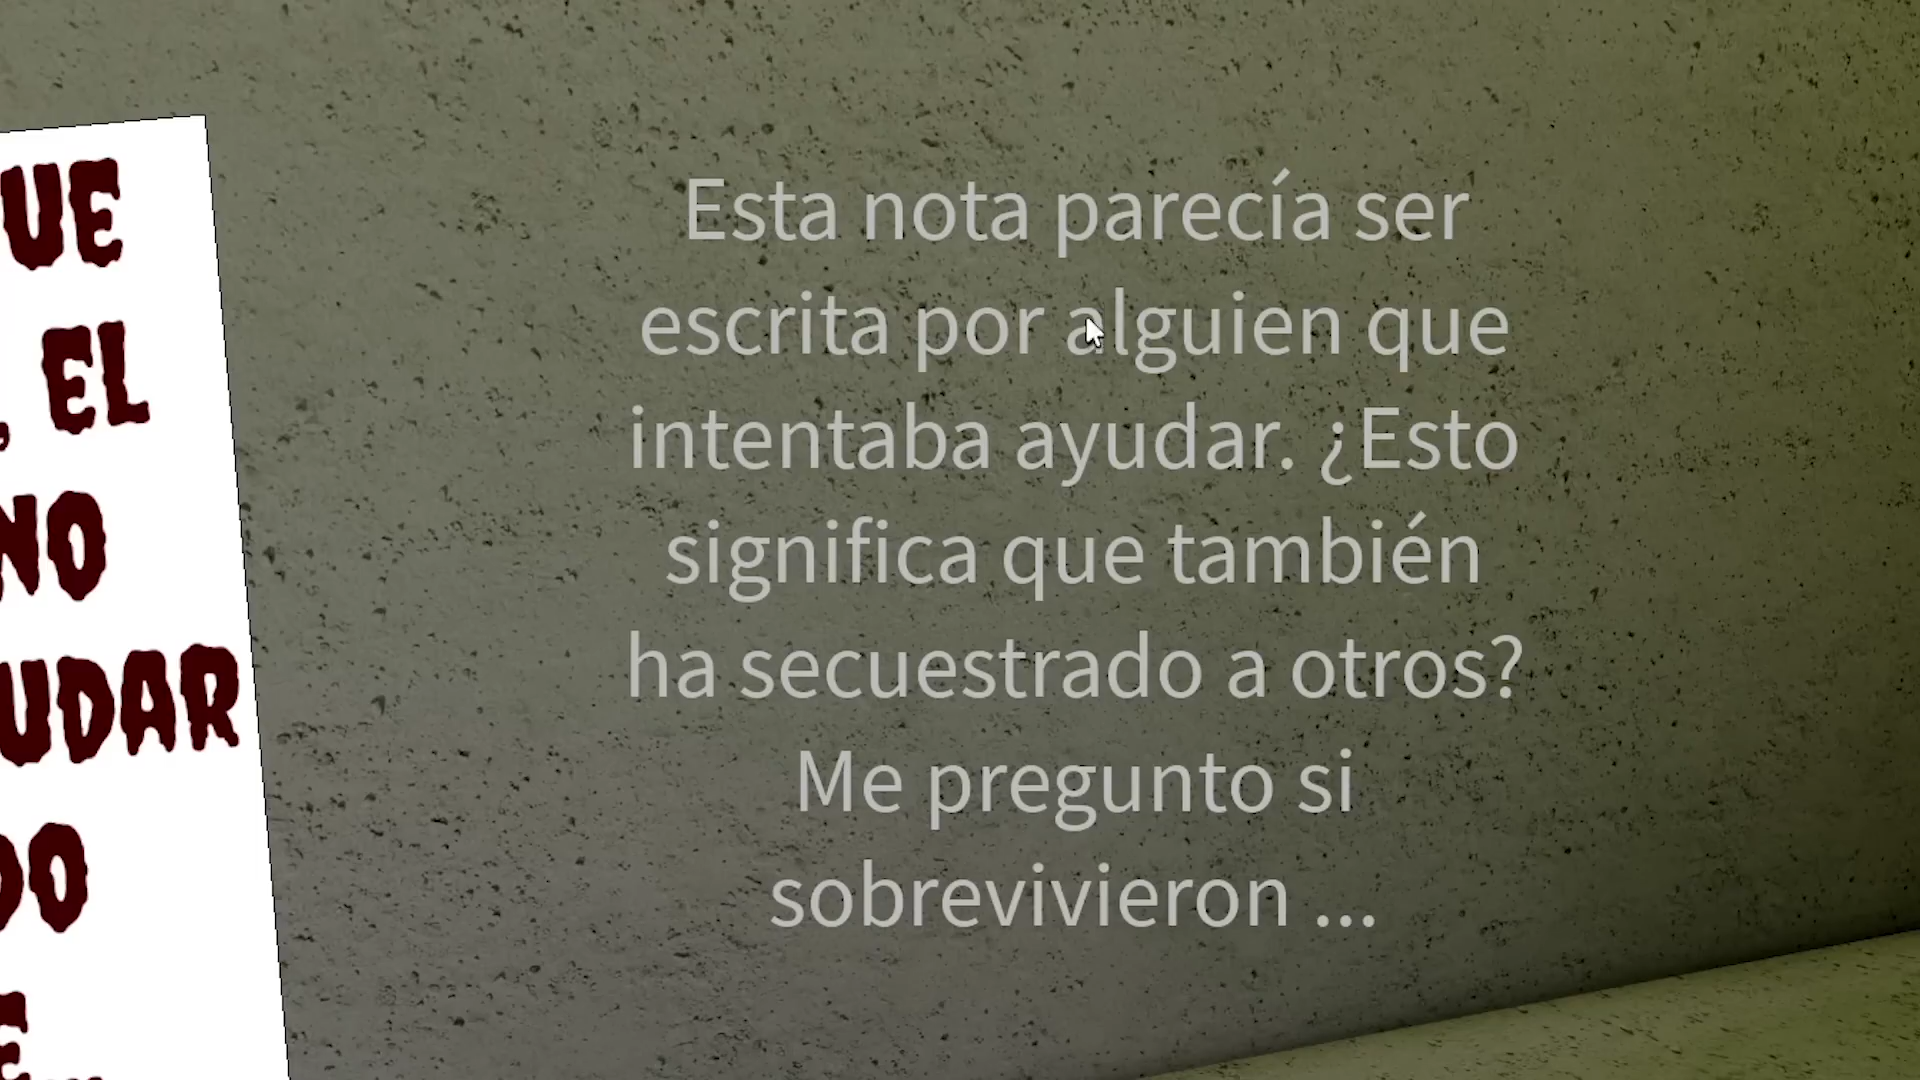 UE
, EL
NO
UDAR
DO
E
Esta nota parecía ser
escrita por alguien que
intentaba ayudar. ¿Esto
significa que también
ha secuestrado a otros?
Me pregunto si
sobrevivieron ...